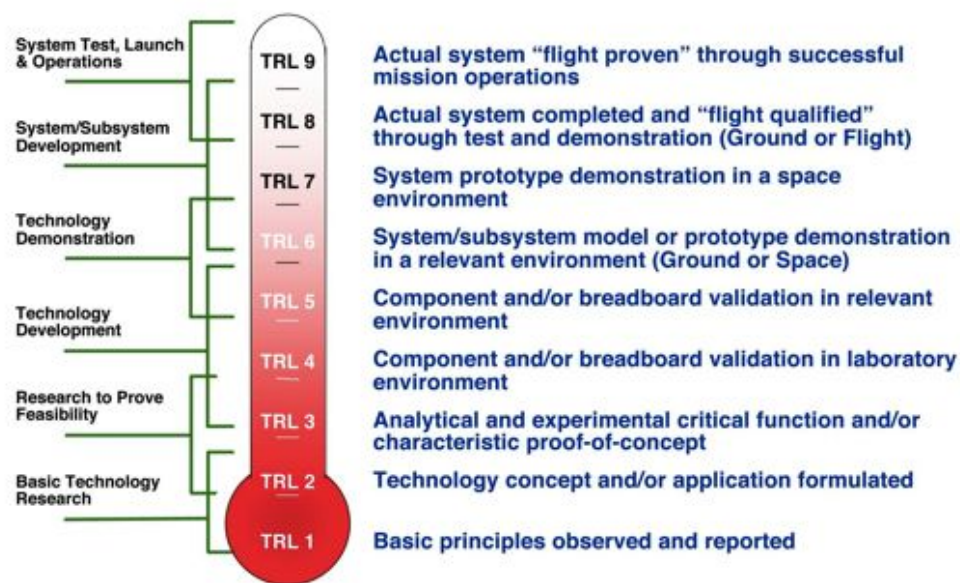 System Test, Launch
& Operations
System/Subsystem
Development
Technology
Demonstration
Technology
Development
Research to Prove
Feasibility
Basic Technology
Research
TRL 9
TRL 8
TRL 7
TRL 6
TRL 5
TRL 4
TRL 3
TRL 2
TRL 1
Actual system “flight proven” through successful
mission operations
Actual system completed and “flight qualified”
through test and demonstration (Ground or Flight)
System prototype demonstration in a space
environment
System/subsystem model or prototype demonstration
in a relevant environment (Ground or Space)
Component and/or breadboard validation in relevant
environment
Component and/or breadboard validation in laboratory
environment
Analytical and experimental critical function and/or
characteristic proof-of-concept
Technology concept and/or application formulated
Basic principles observed and reported